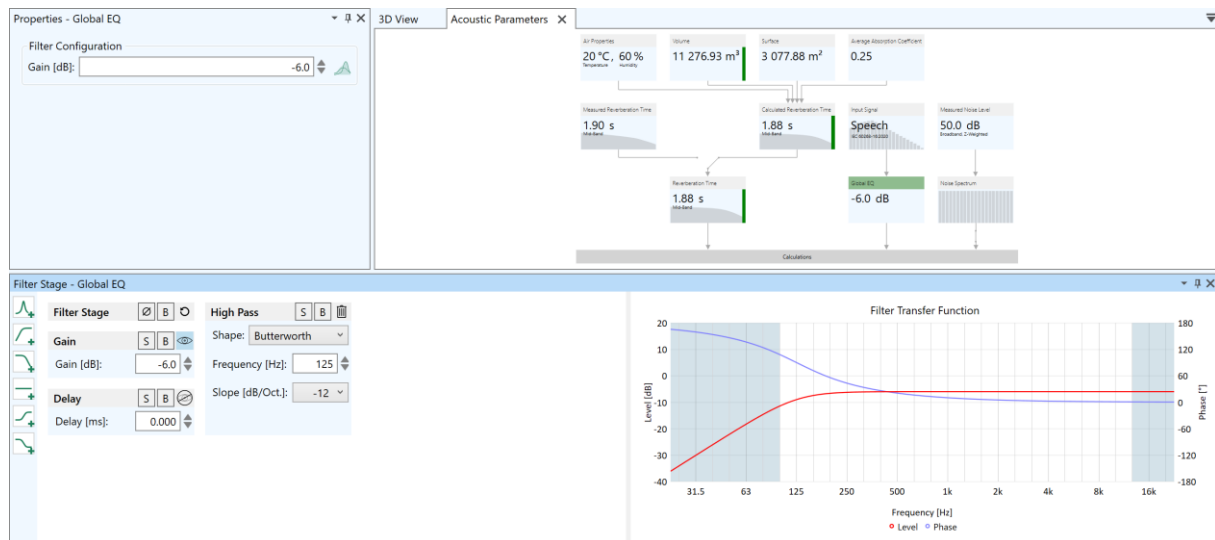 Properties - Global EQ
Filter Configuration
Gain [dB]: -6.0
3D View
Acoustic Parameters
Air Properties
20 °C, 60 %
Temperature Humidity
Volume
11 276.93 m³
Surface
3 077.88 m²
Average Absorption Coefficient
0.25
Measured Reverberation Time
1.90 s
Mid-Band
Calculated Reverberation Time
1.88 s
Mid-Band
Input Signal
Speech
Measured Noise Level
50.0 dB
Broadband, Z-Weighted
Reverberation Time
1.88 s
Mid-Band
Global EQ
-6.0 dB
Noise Spectrum
Calculations
Filter Stage - Global EQ
Filter Stage Ø B
Gain S B
Gain [dB]: -6.0
Delay S B
Delay [ms]: 0.000
High Pass S B
Shape: Butterworth
Frequency [Hz]: 125
Slope [dB/Oct.]: -12
Filter Transfer Function
Level [dB]
20
10
0
-10
-20
-30
-40
180
120
60
0
-60
-120
-180
Phase [°]
31.5 63 125 250 500 1k 2k 4k 8k 16k
Frequency [Hz]
Level Phase